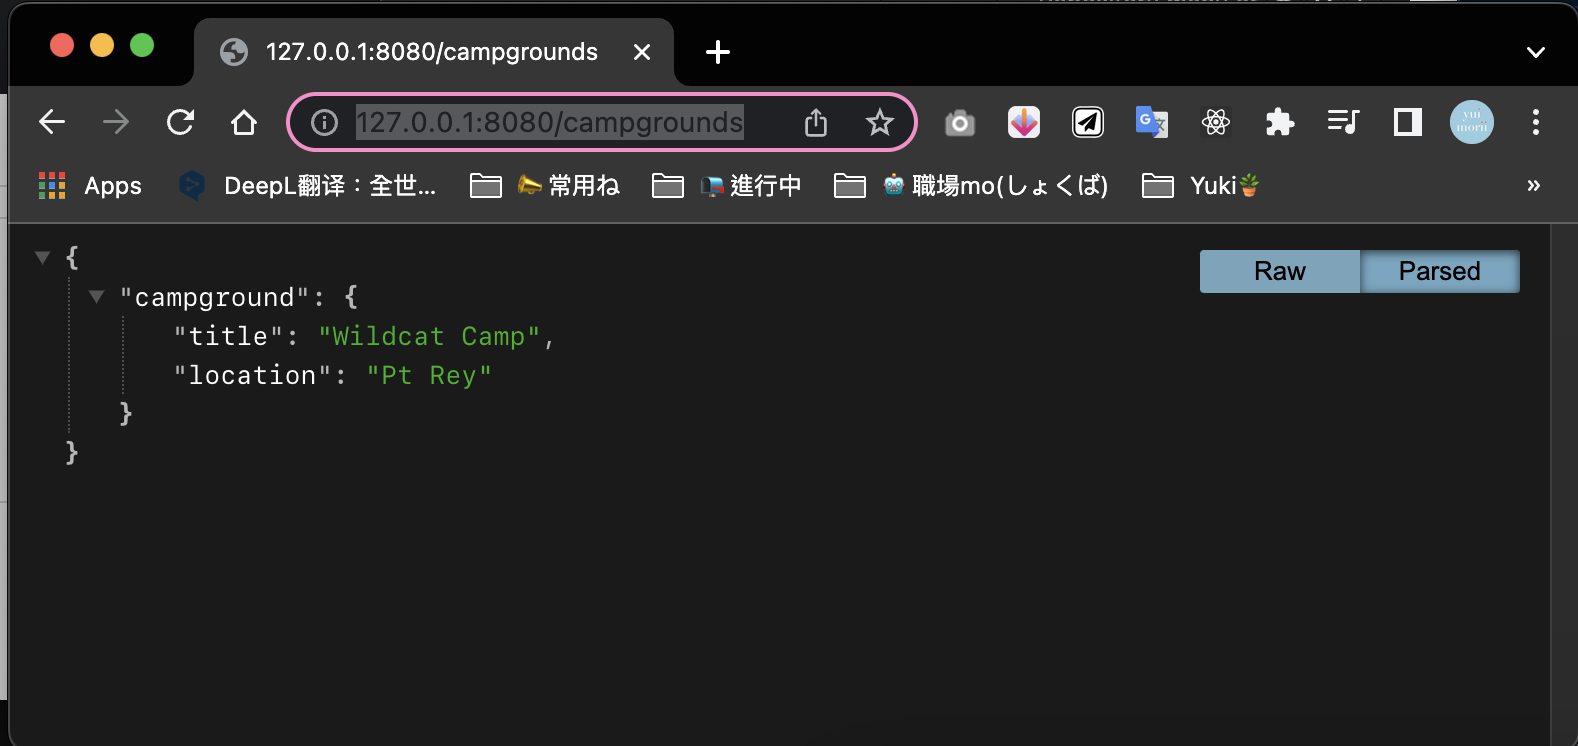 127.0.0.1:8080/campgrounds
127.0.0.1:8080/campgrounds
yui
morii
Apps DeepL翻译：全世... 常用ね 進行中 職場mo(しょくば) Yuki »
Raw Parsed
{
"campground": {
"title": "Wildcat Camp",
"location": "Pt Rey"
}
}